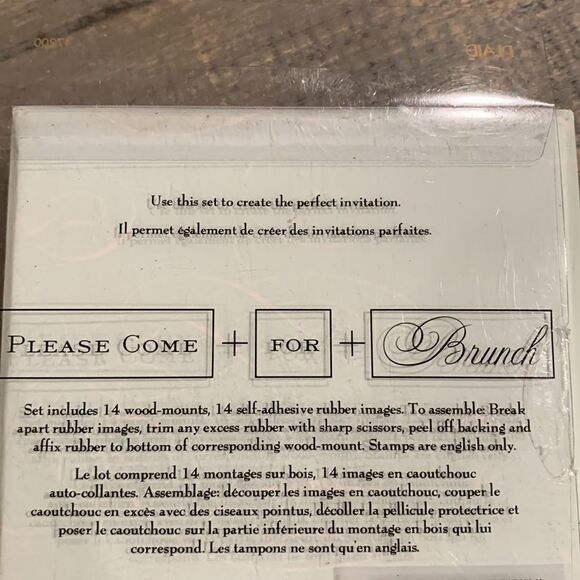 47800 PLAID
Use this set to create the perfect invitation.
Il permet également de créer des invitations parfaites.
PLEASE COME + FOR + Brunch
Set includes 14 wood-mounts, 14 self-adhesive rubber images. To assemble: Break
apart rubber images, trim any excess rubber with sharp scissors, peel off backing and
affix rubber to bottom of corresponding wood-mount. Stamps are english only.
Le lot comprend 14 montages sur bois, 14 images en caoutchouc
auto-collantes. Assemblage: découper les images en caoutchouc, couper le
caoutchouc en excès avec des ciseaux pointus, décoller la pellicule protectrice et
poser le caoutchouc sur la partie inférieure du montage en bois qui lui
correspond. Les tampons ne sont qu'en anglais.